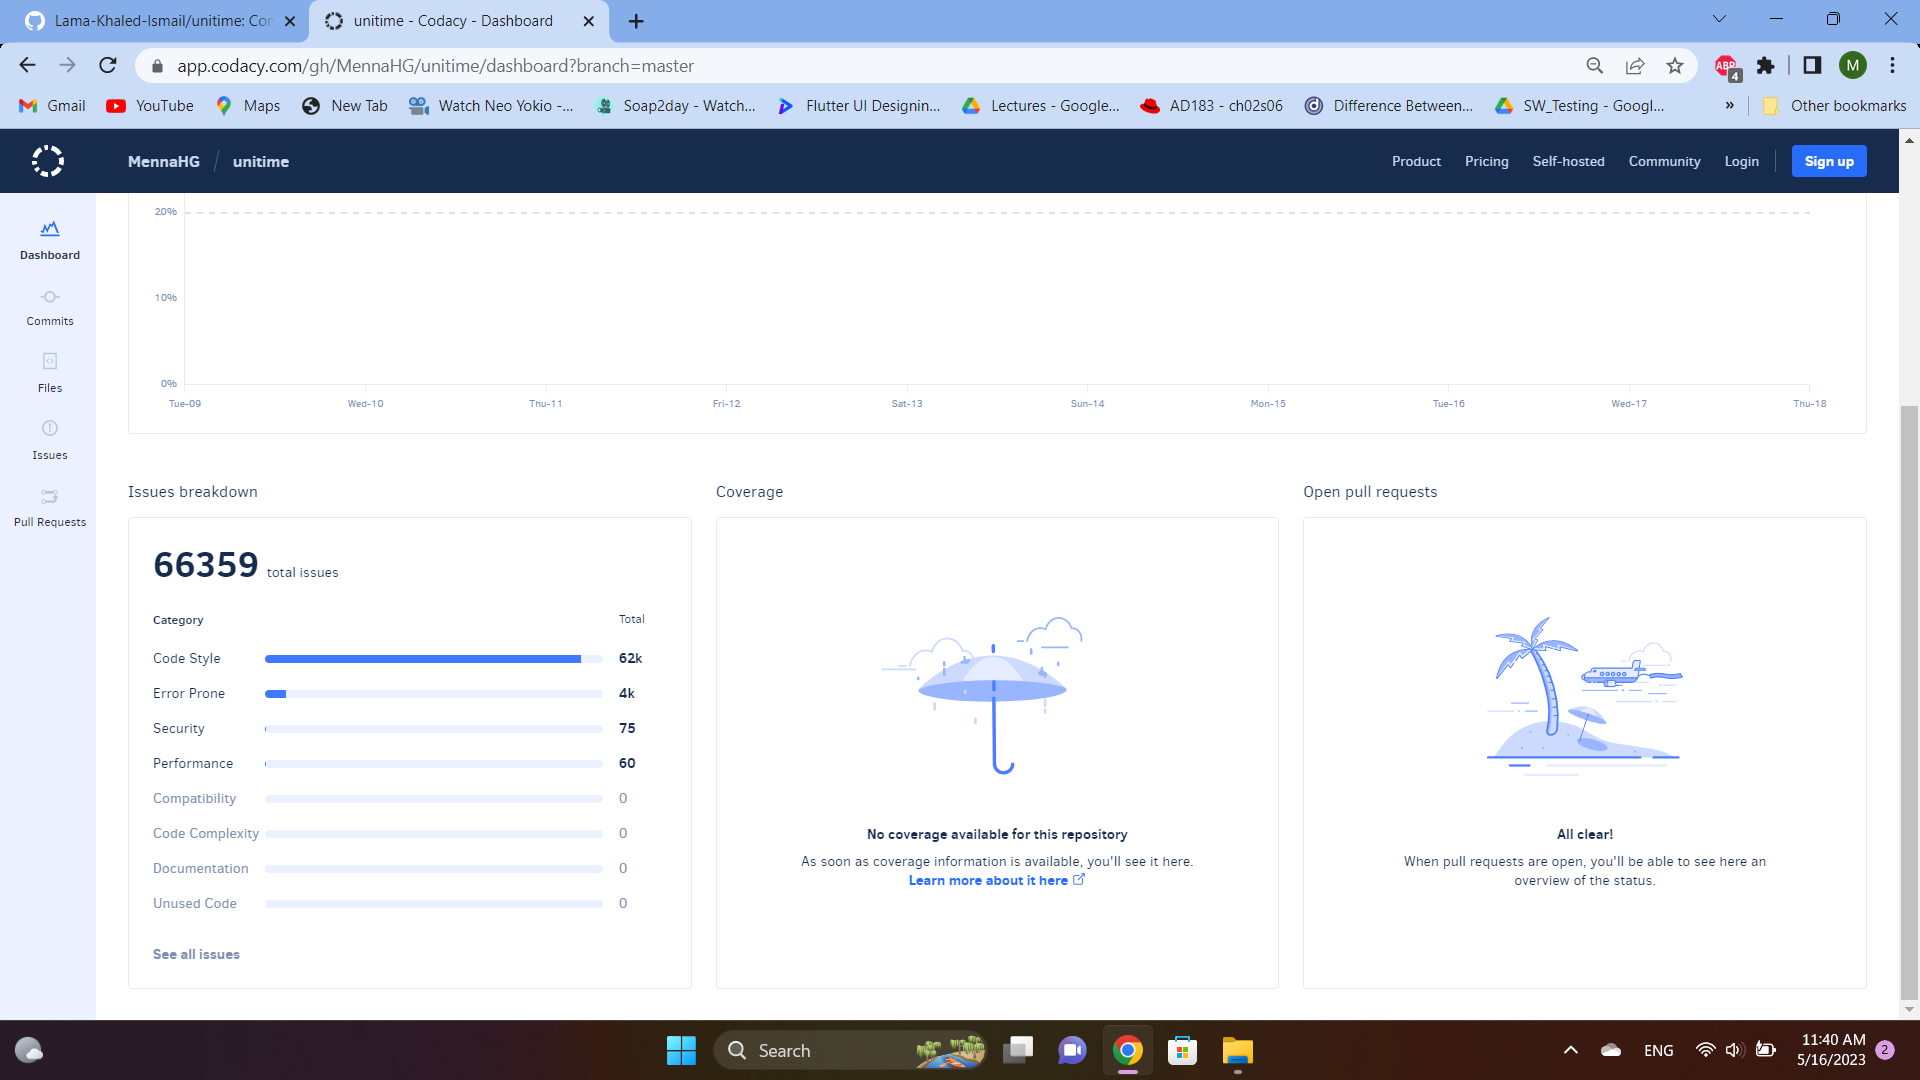 Lama-Khaled-Ismail/unitime: Con
unitime - Codacy - Dashboard
app.codacy.com/gh/MennaHG/unitime/dashboard?branch=master
ABP
4
M
Gmail
YouTube
Maps
New Tab
Watch Neo Yokio -...
Soap2day - Watch...
Flutter UI Designin...
Lectures - Google...
AD183 - ch02s06
Difference Between...
SW_Testing - Googl...
»
Other bookmarks
MennaHG / unitime
Product
Pricing
Self-hosted
Community
Login
Sign up
Dashboard
Commits
Files
Issues
Pull Requests
20%
10%
0%
Tue-09
Wed-10
Thu-11
Fri-12
Sat-13
Sun-14
Mon-15
Tue-16
Wed-17
Thu-18
Issues breakdown
66359 total issues
Category Total
Code Style 62k
Error Prone 4k
Security 75
Performance 60
Compatibility 0
Code Complexity 0
Documentation 0
Unused Code 0
See all issues
Coverage
No coverage available for this repository
As soon as coverage information is available, you'll see it here.
Learn more about it here
Open pull requests
All clear!
When pull requests are open, you'll be able to see here an
overview of the status.
Search
ENG
11:40 AM
5/16/2023
2